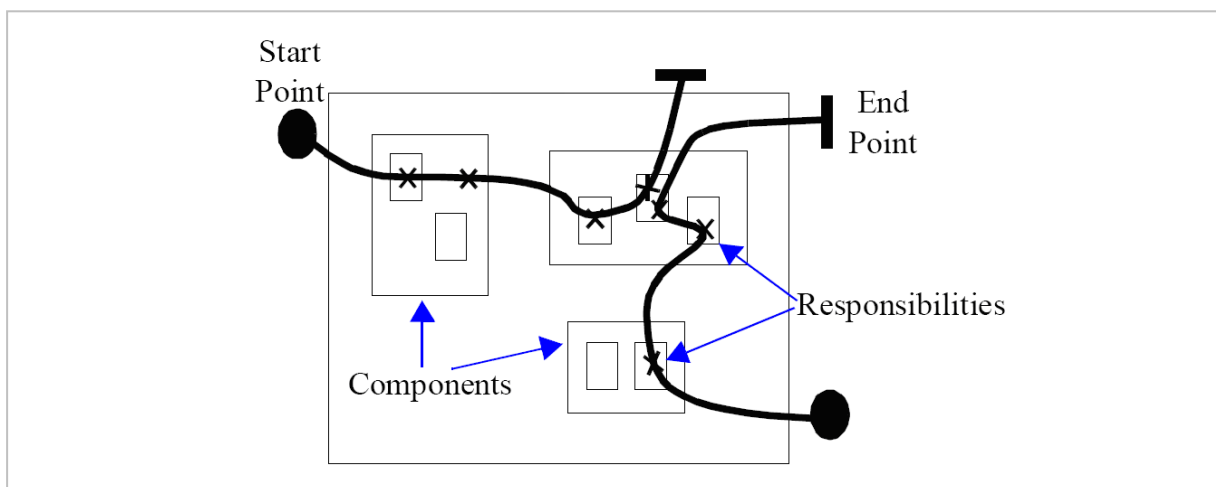 Start
Point
End
Point
Responsibilities
Components